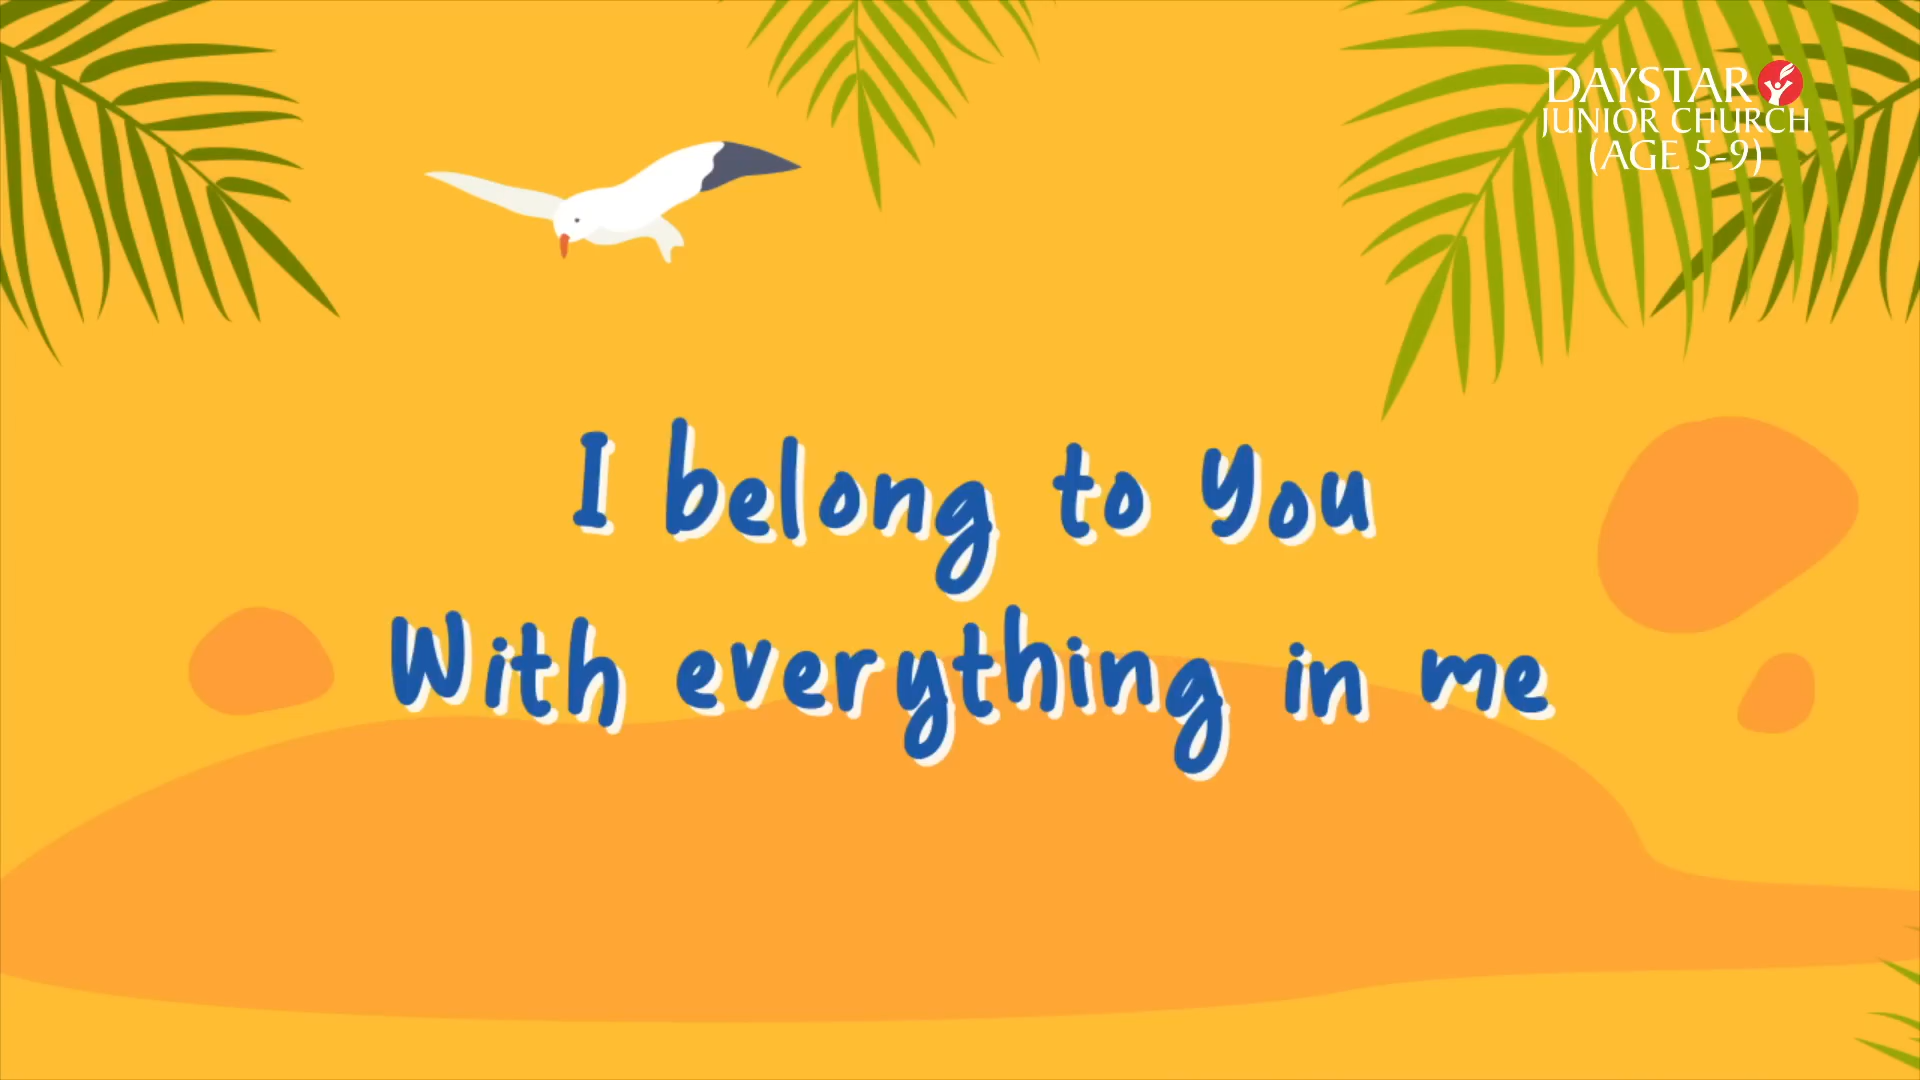 DAYSTAR
JUNIOR CHURCH
(AGE 5-9)
I belong to You
With everything in me